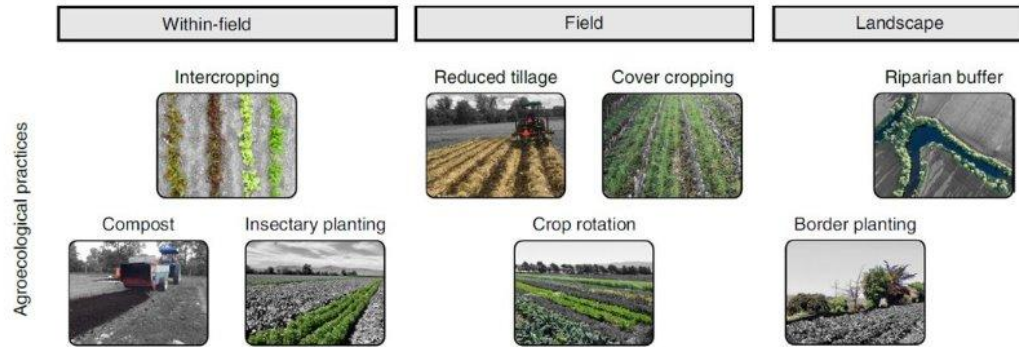 Within-field
Field
Landscape
Intercropping
Reduced tillage
Cover cropping
Riparian buffer
Agroecological practices
Compost
Insectary planting
Crop rotation
Border planting